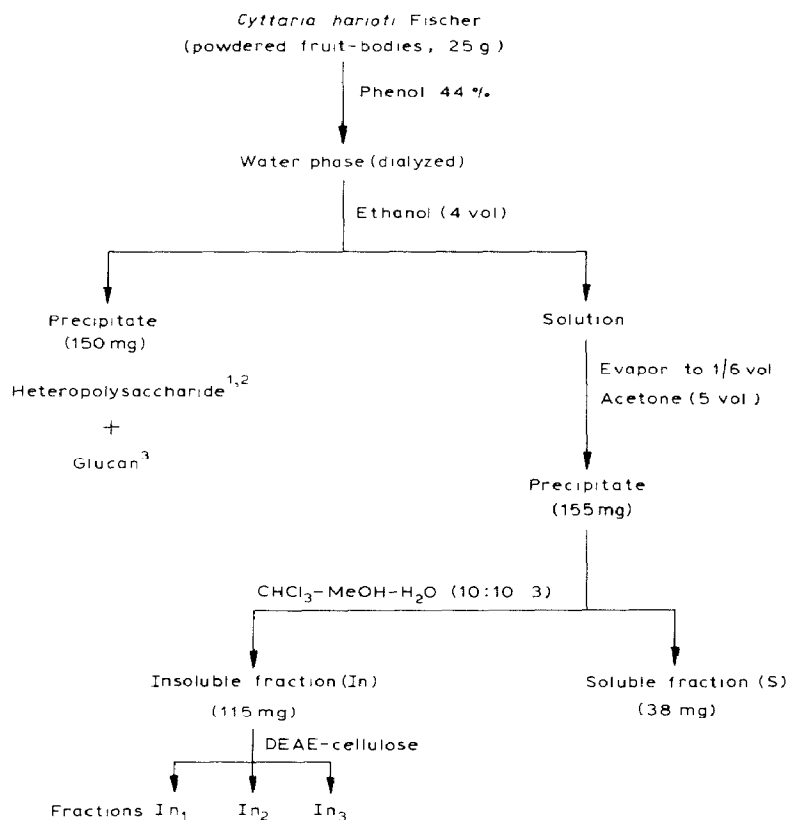 Cyttaria harioti Fischer
(powdered fruit-bodies, 25 g)
Phenol 44 %
Water phase (dialyzed)
Ethanol (4 vol)
Precipitate
(150 mg)
Heteropolysaccharide1,2
+
Glucan3
Solution
Evapor to 1/6 vol
Acetone (5 vol)
Precipitate
(155 mg)
CHCl3-MeOH-H2O (10:10 3)
Insoluble fraction (In)
(115 mg)
Soluble fraction (S)
(38 mg)
DEAE-cellulose
Fractions In1 In2 In3